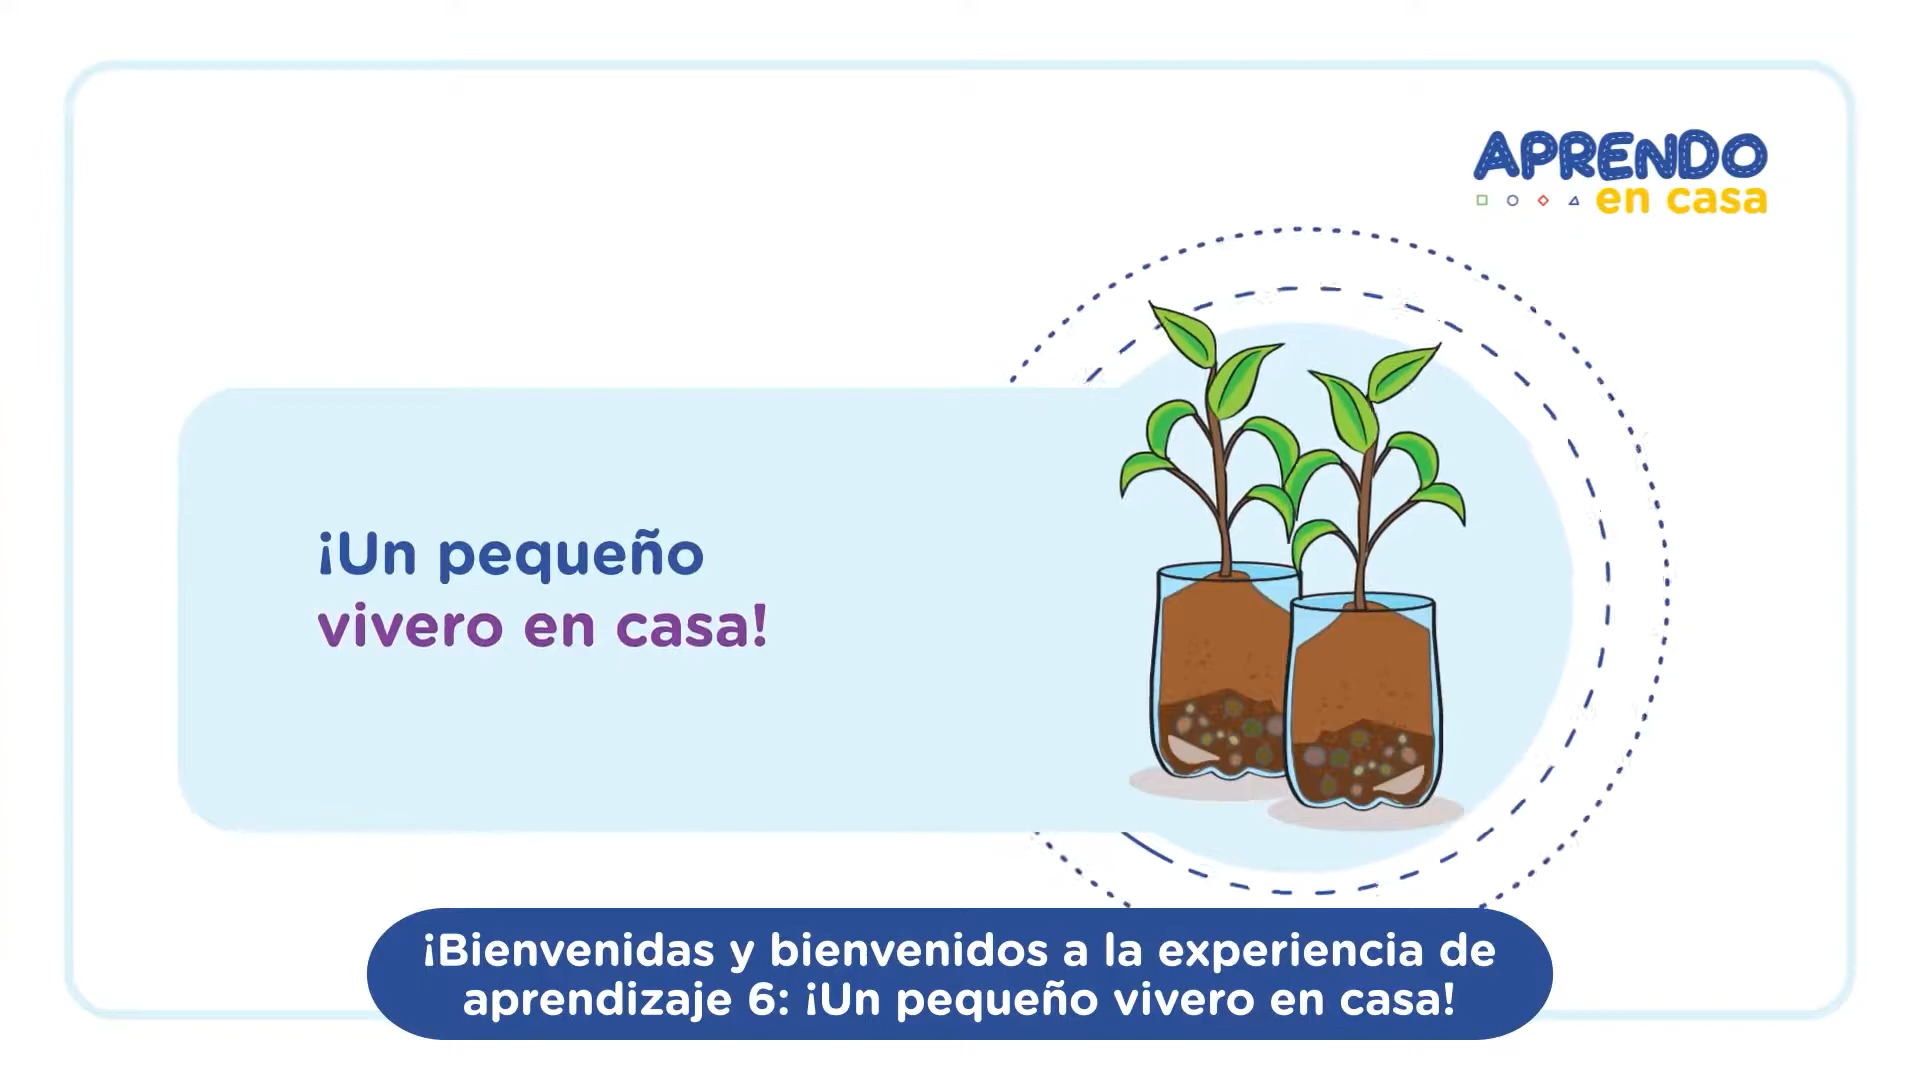 APRENDO
en casa
¡Un pequeño
vivero en casa!
¡Bienvenidas y bienvenidos a la experiencia de
aprendizaje 6: ¡Un pequeño vivero en casa!